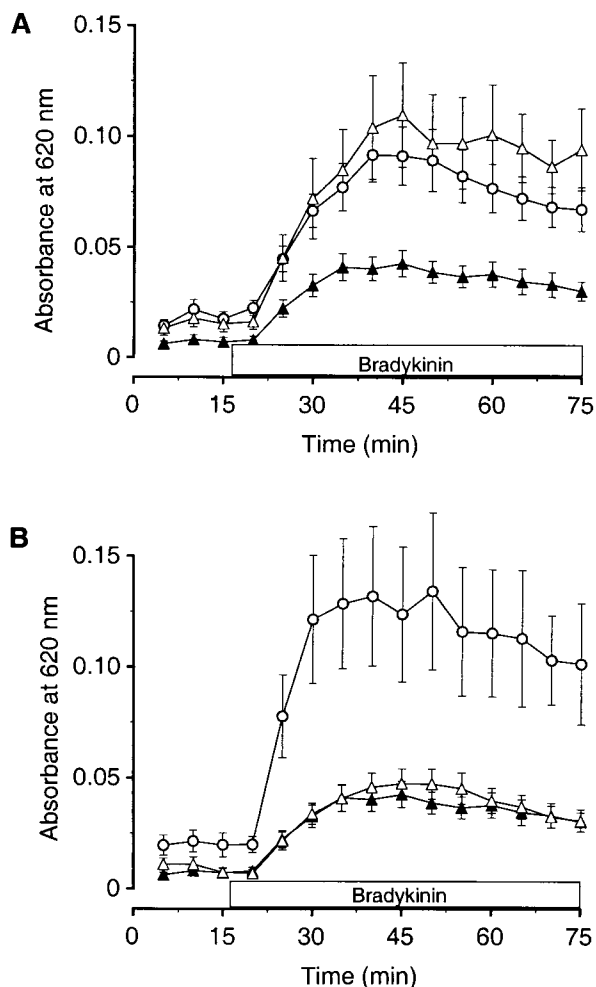 A
0.15
0.10
0.05
0
Absorbance at 620 nm
Bradykinin
0 15 30 45 60 75
Time (min)
B
0.15
0.10
0.05
0
Absorbance at 620 nm
Bradykinin
0 15 30 45 60 75
Time (min)